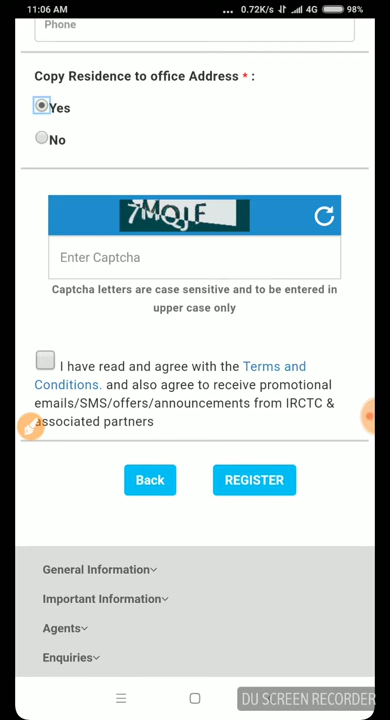 11:06 AM ... 0.72K/s 4G 98%
Phone
Copy Residence to office Address * :
Yes
No
7MQJF
Enter Captcha
Captcha letters are case sensitive and to be entered in
upper case only
I have read and agree with the Terms and
Conditions. and also agree to receive promotional
emails/SMS/offers/announcements from IRCTC &
associated partners
Back REGISTER
General Information
Important Information
Agents
Enquiries
DU SCREEN RECORDER